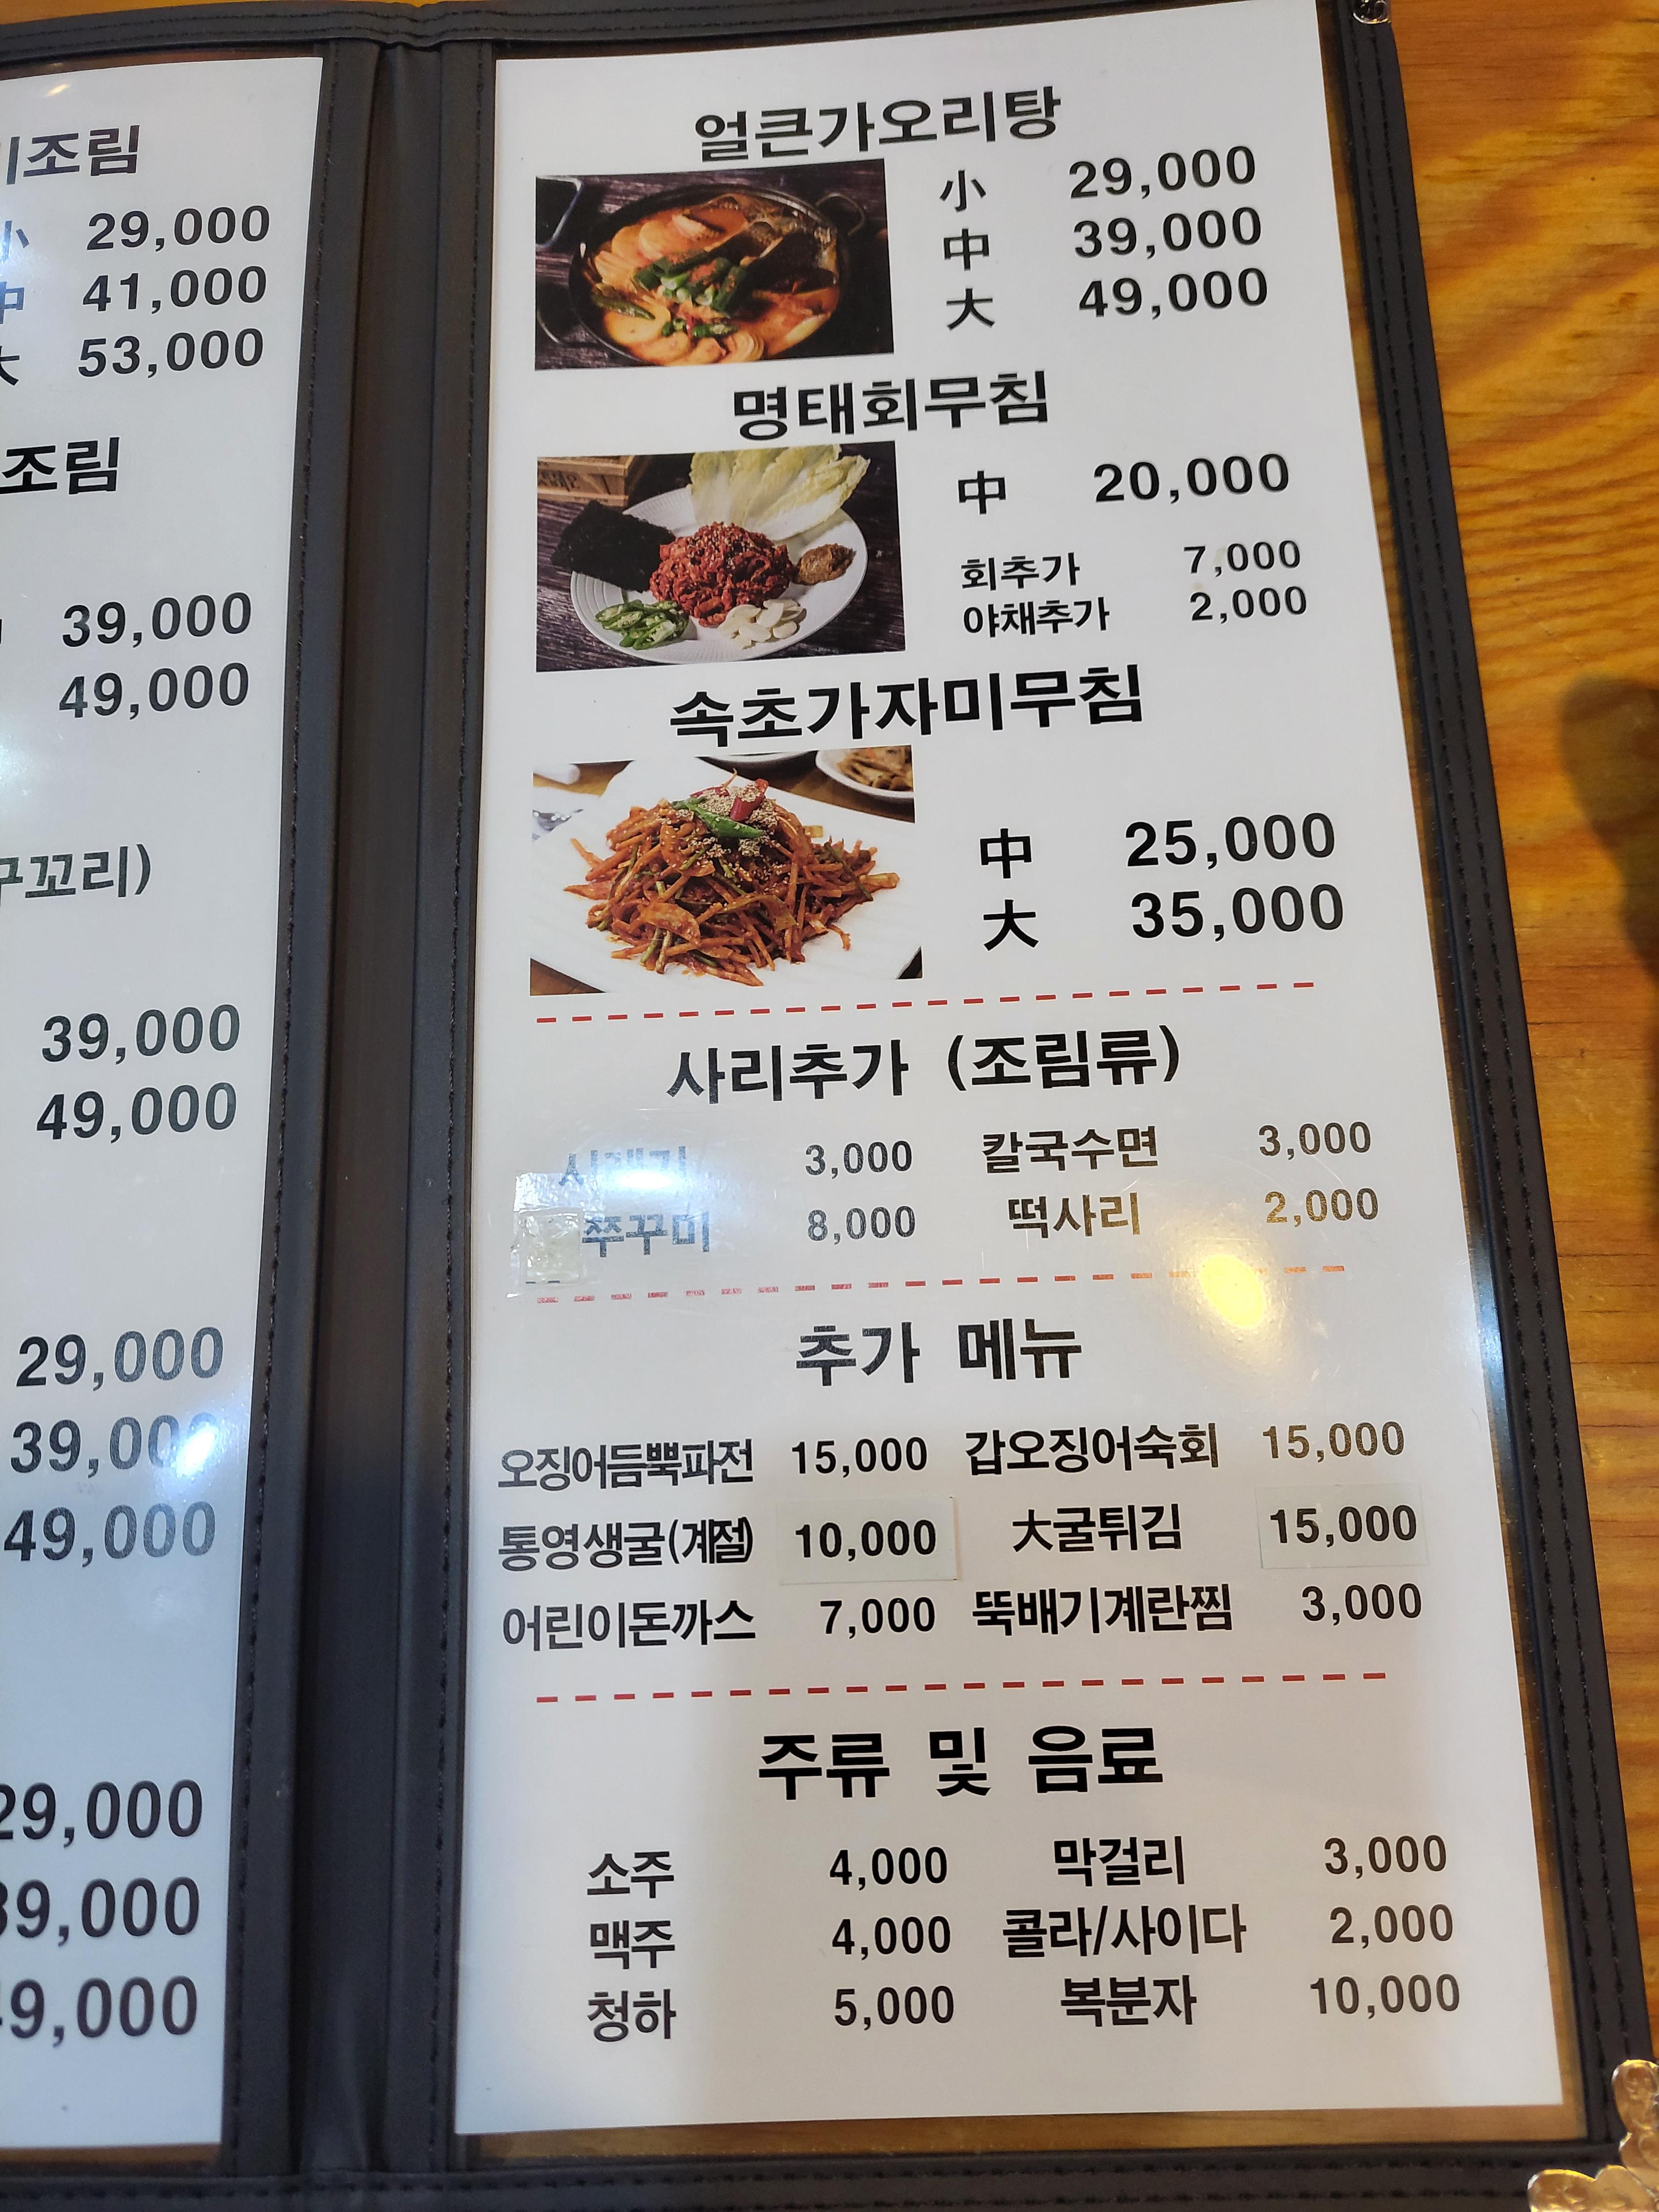 조림
小 29,000
中 41,000
大 53,000
조림
39,000
49,000
꼬리)
39,000
49,000
29,000
39,000
49,000
29,000
39,000
49,000
얼큰가오리탕
小 29,000
中 39,000
大 49,000
명태회무침
中 20,000
회추가 7,000
야채추가 2,000
속초가자미무침
中 25,000
大 35,000
사리추가 (조림류)
3,000 칼국수면 3,000
쭈꾸미 8,000 떡사리 2,000
추가 메뉴
오징어듬뿍파전 15,000 갑오징어숙회 15,000
통영생굴(계절) 10,000 大굴튀김 15,000
어린이돈까스 7,000 뚝배기계란찜 3,000
주류 및 음료
소주 4,000 막걸리 3,000
맥주 4,000 콜라/사이다 2,000
청하 5,000 복분자 10,000